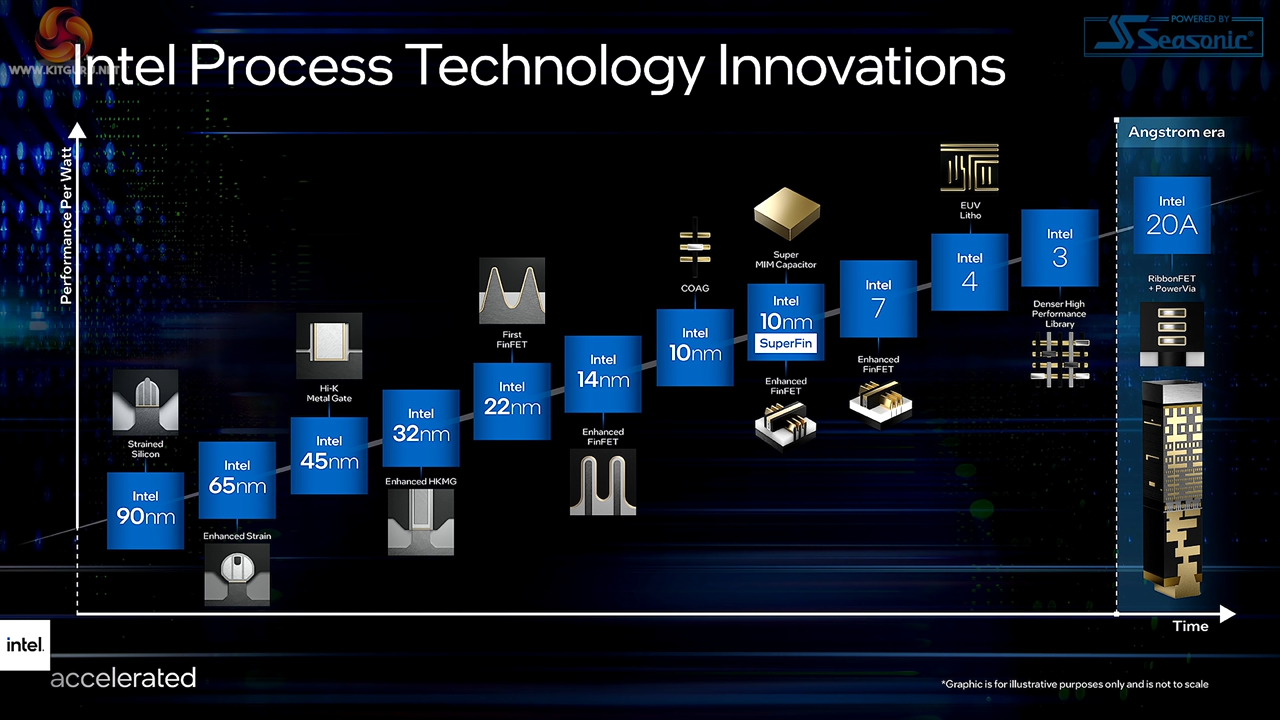 POWERED BY
Seasonic®
WWW.KITGURU.NET
Intel Process Technology Innovations
Performance Per Watt
Angstrom era
Strained
Silicon
Intel
90nm
Intel
65nm
Enhanced Strain
Hi-K
Metal Gate
Intel
45nm
Intel
32nm
Enhanced HKMG
First
FinFET
Intel
22nm
Intel
14nm
Enhanced
FinFET
COAG
Intel
10nm
Super
MIM Capacitor
Intel
10nm
SuperFin
Enhanced
FinFET
Intel
7
Enhanced
FinFET
EUV
Litho
Intel
4
Intel
3
Denser High
Performance
Library
Intel
20A
RibbonFET
+ PowerVia
Time
intel.
accelerated
*Graphic is for illustrative purposes only and is not to scale